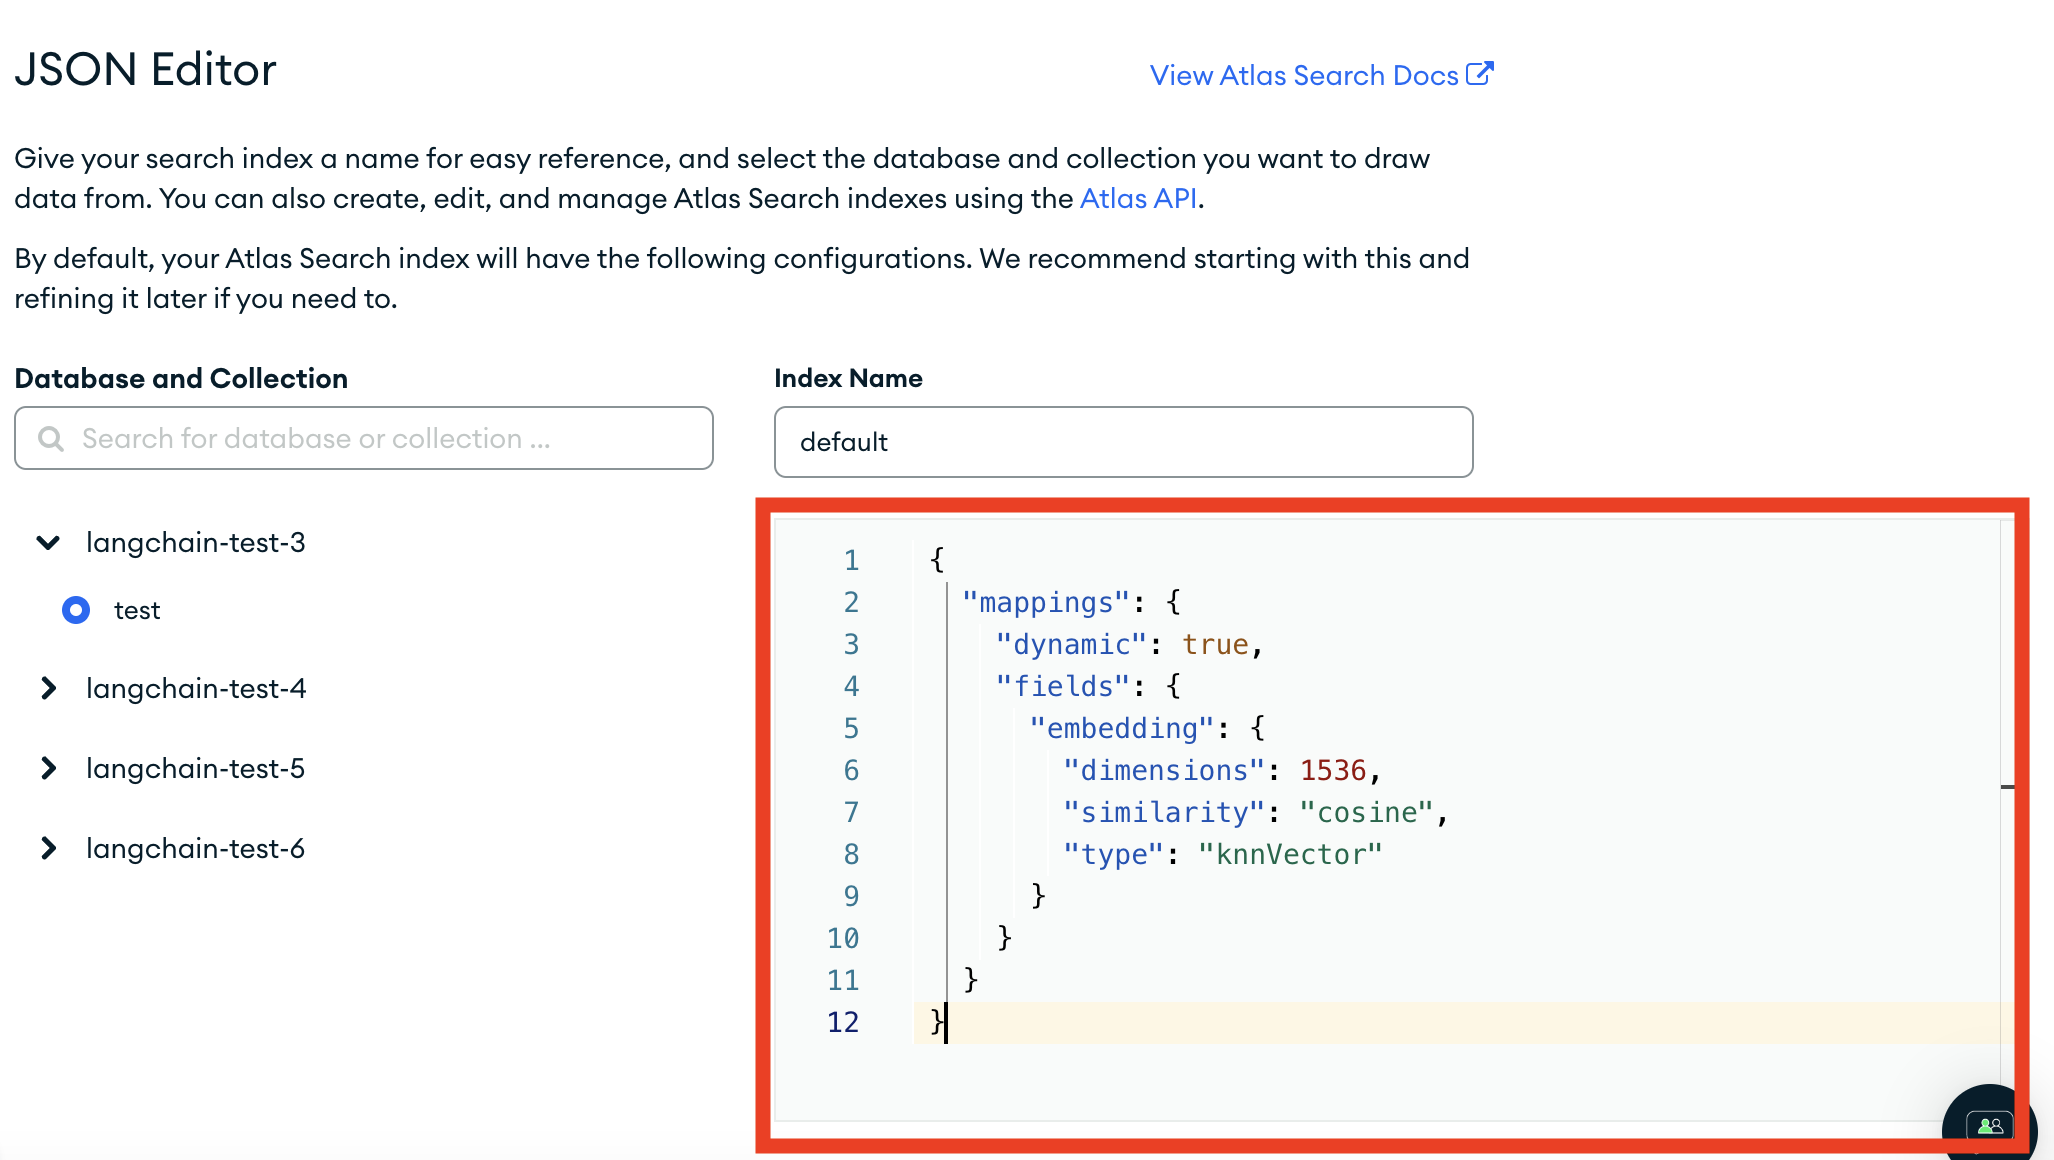 JSON Editor
View Atlas Search Docs
Give your search index a name for easy reference, and select the database and collection you want to draw
data from. You can also create, edit, and manage Atlas Search indexes using the Atlas API.
By default, your Atlas Search index will have the following configurations. We recommend starting with this and
refining it later if you need to.
Database and Collection
Search for database or collection ...
langchain-test-3
test
langchain-test-4
langchain-test-5
langchain-test-6
Index Name
default
1 {
2   "mappings": {
3     "dynamic": true,
4     "fields": {
5       "embedding": {
6         "dimensions": 1536,
7         "similarity": "cosine",
8         "type": "knnVector"
9       }
10     }
11   }
12 }